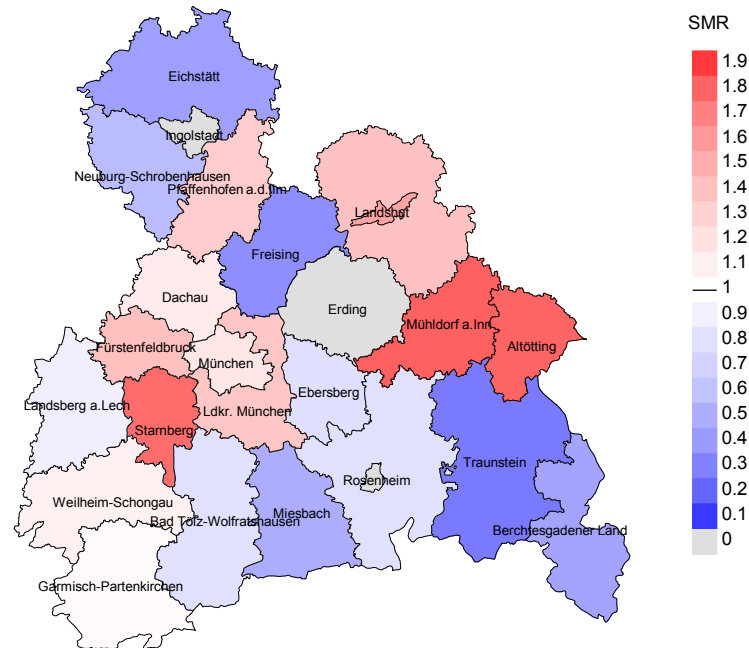 SMR
1.9
1.8
1.7
1.6
1.5
1.4
1.3
1.2
1.1
1
0.9
0.8
0.7
0.6
0.5
0.4
0.3
0.2
0.1
0
Eichstätt
Ingolstadt
Neuburg-Schrobenhausen
Pfaffenhofen a.d.Ilm
Landshut
Freising
Dachau
Erding
Mühldorf a.Inn
Altötting
Fürstenfeldbruck
München
Ebersberg
Landsberg a.Lech
Ldkr. München
Starnberg
Traunstein
Rosenheim
Weilheim-Schongau
Miesbach
Bad Tölz-Wolfratshausen
Berchtesgadener Land
Garmisch-Partenkirchen